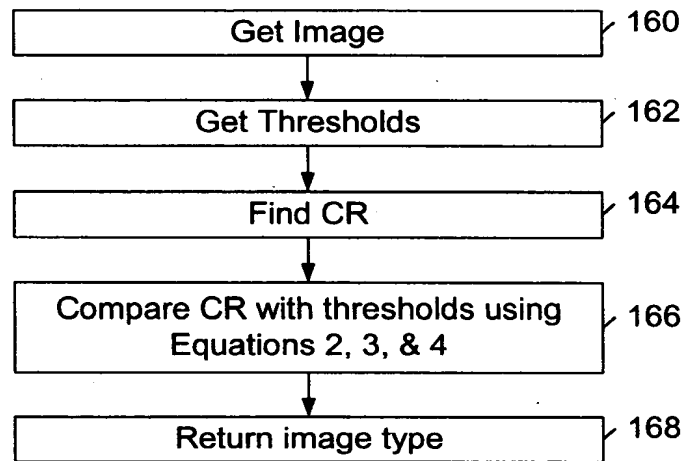 Get Image
160
Get Thresholds
162
Find CR
164
Compare CR with thresholds using
Equations 2, 3, & 4
166
Return image type
168